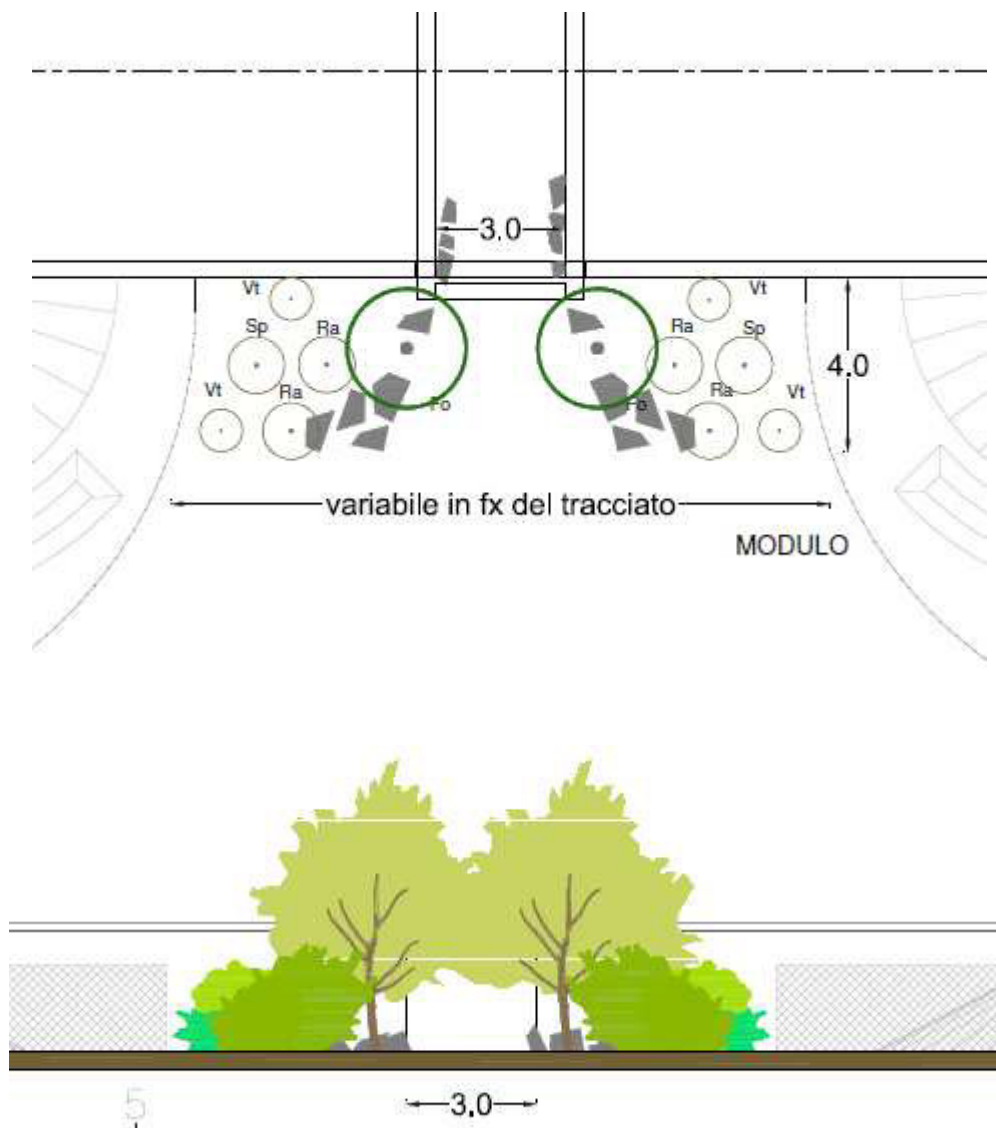 3.0
Vt Vt
Sp Ra Ra Sp
4.0
Vt Ra Fo Fo Ra Vt
variabile in fx del tracciato
MODULO
5
3.0